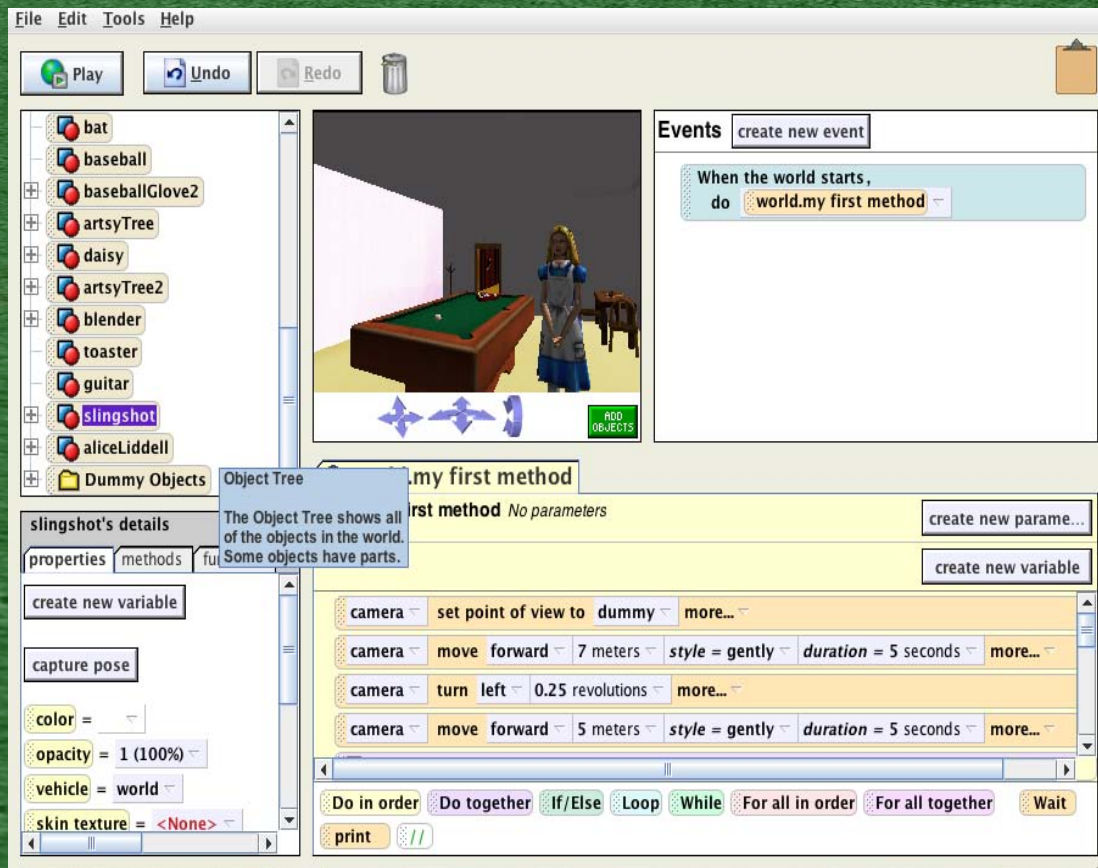 File Edit Tools Help
Play Undo Redo
bat
baseball
baseballGlove2
artsyTree
daisy
artsyTree2
blender
toaster
guitar
slingshot
aliceLiddell
Dummy Objects
Object Tree
The Object Tree shows all
of the objects in the world.
Some objects have parts.
slingshot's details
properties methods fu
create new variable
capture pose
color =
opacity = 1 (100%)
vehicle = world
skin texture = <None>
ADD
OBJECTS
Events create new event
When the world starts,
do world.my first method
.my first method
irst method No parameters
create new parame...
create new variable
camera set point of view to dummy more...
camera move forward 7 meters style = gently duration = 5 seconds more...
camera turn left 0.25 revolutions more...
camera move forward 5 meters style = gently duration = 5 seconds more...
Do in order Do together If/Else Loop While For all in order For all together Wait
print //